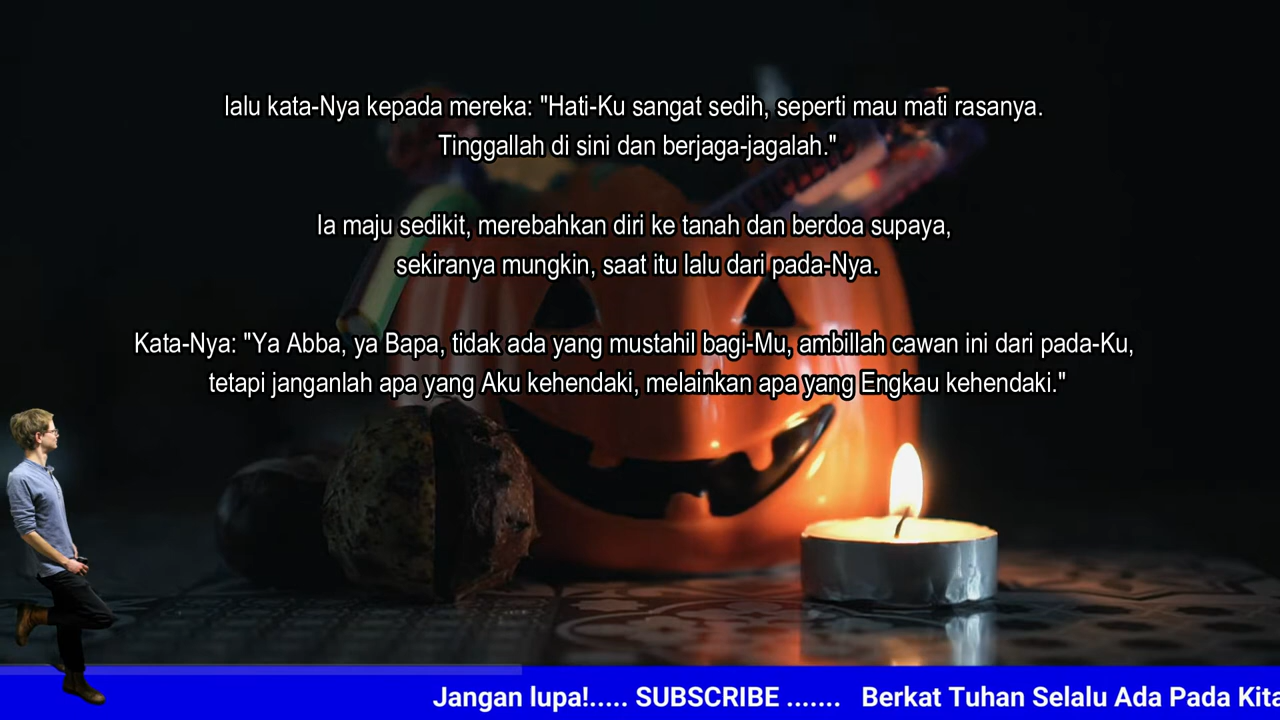 lalu kata-Nya kepada mereka: "Hati-Ku sangat sedih, seperti mau mati rasanya.
Tinggallah di sini dan berjaga-jagalah."
Ia maju sedikit, merebahkan diri ke tanah dan berdoa supaya,
sekiranya mungkin, saat itu lalu dari pada-Nya.
Kata-Nya: "Ya Abba, ya Bapa, tidak ada yang mustahil bagi-Mu, ambillah cawan ini dari pada-Ku,
tetapi janganlah apa yang Aku kehendaki, melainkan apa yang Engkau kehendaki."
Jangan lupa!..... SUBSCRIBE ....... Berkat Tuhan Selalu Ada Pada Kita